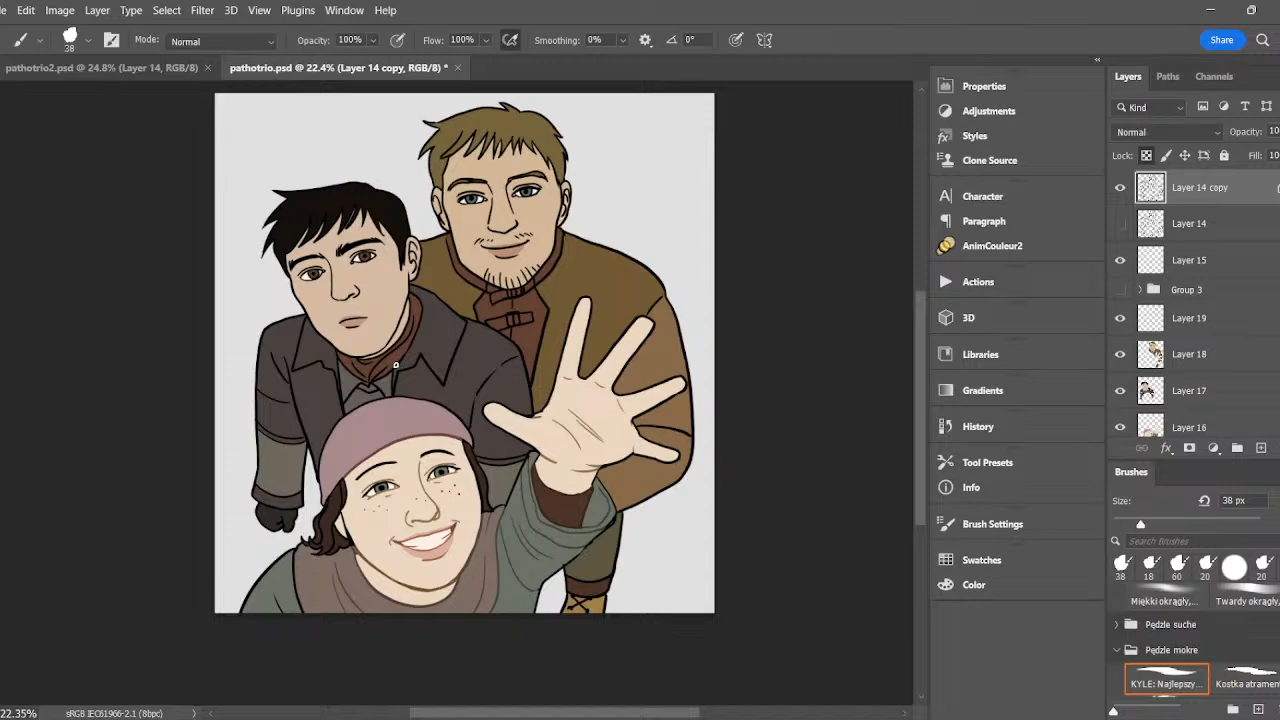 Edit Image Layer Type Select Filter 3D View Plugins Window Help
38 Mode: Normal Opacity: 100% Flow: 100% Smoothing: 0% 0° Share
pathotrio2.psd @ 24.8% (Layer 14, RGB/8) × pathotrio.psd @ 22.4% (Layer 14 copy, RGB/8) * ×
Properties
Adjustments
Styles
Clone Source
Character
Paragraph
AnimCouleur2
Actions
3D
Libraries
Gradients
History
Tool Presets
Info
Brush Settings
Swatches
Color
Layers Paths Channels
Kind
Normal Opacity: 10
Lock: Fill: 10
Layer 14 copy
Layer 14
Layer 15
Group 3
Layer 19
Layer 18
Layer 17
Layer 16
Brushes
Size: 38 px
Search Brushes
38 18 60 20 20
Miękki okrągły,... Twardy okrągły,...
Pędzle suche
Pędzle mokre
KYLE: Najlepszy... Kostka atrament
22.35% sRGB IEC61966-2.1 (8bpc)